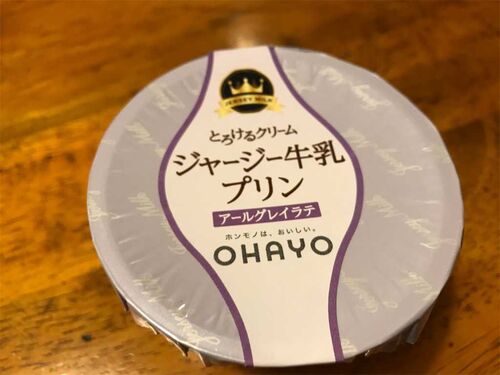 JERSEY MILK
とろけるクリーム
ジャージー牛乳
プリン
アールグレイラテ
ホンモノは、おいしい。
OHAYO